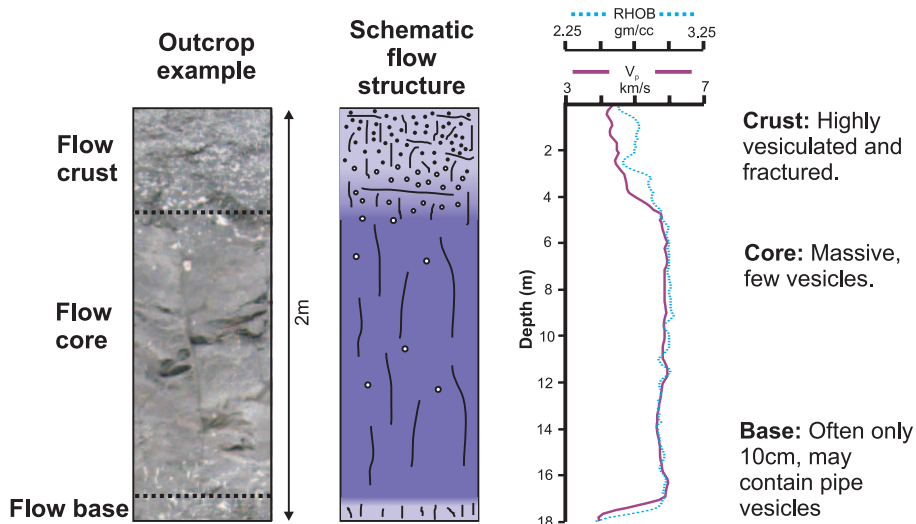 Outcrop
example
Schematic
flow
structure
RHOB
2.25 gm/cc 3.25
Vp
3 km/s 7
Flow
crust
Flow
core
Flow base
2m
Depth (m)
2
4
6
8
10
12
14
16
18
Crust: Highly
vesiculated and
fractured.
Core: Massive,
few vesicles.
Base: Often only
10cm, may
contain pipe
vesicles